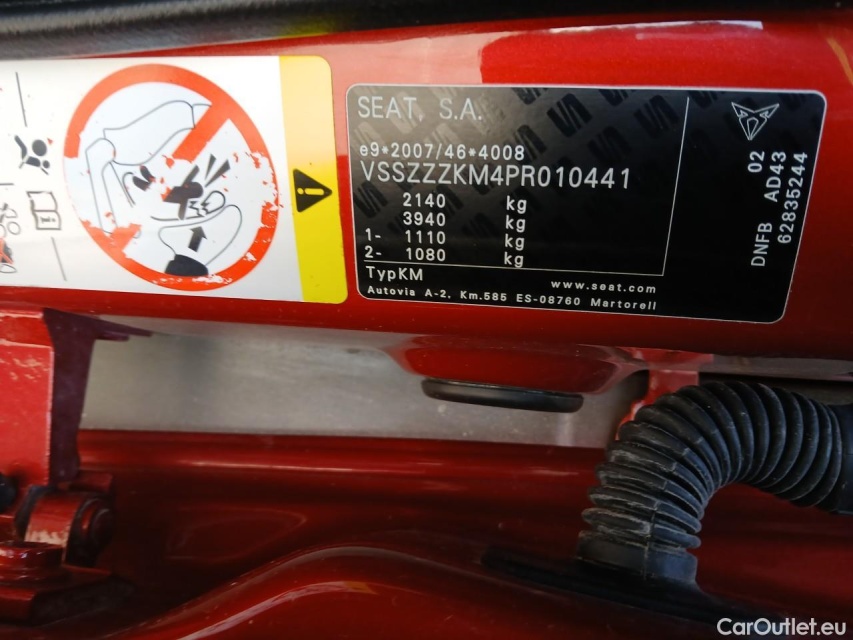 SEAT S.A.
e9*2007/46*4008
VSSZZZKM4PR010441
2140 kg
3940 kg
1- 1110 kg
2- 1080 kg
TypKM
www.seat.com
Autovia A-2, Km.585 ES-08760 Martorell
02
DNFB AD43
62835244
CarOutlet.eu